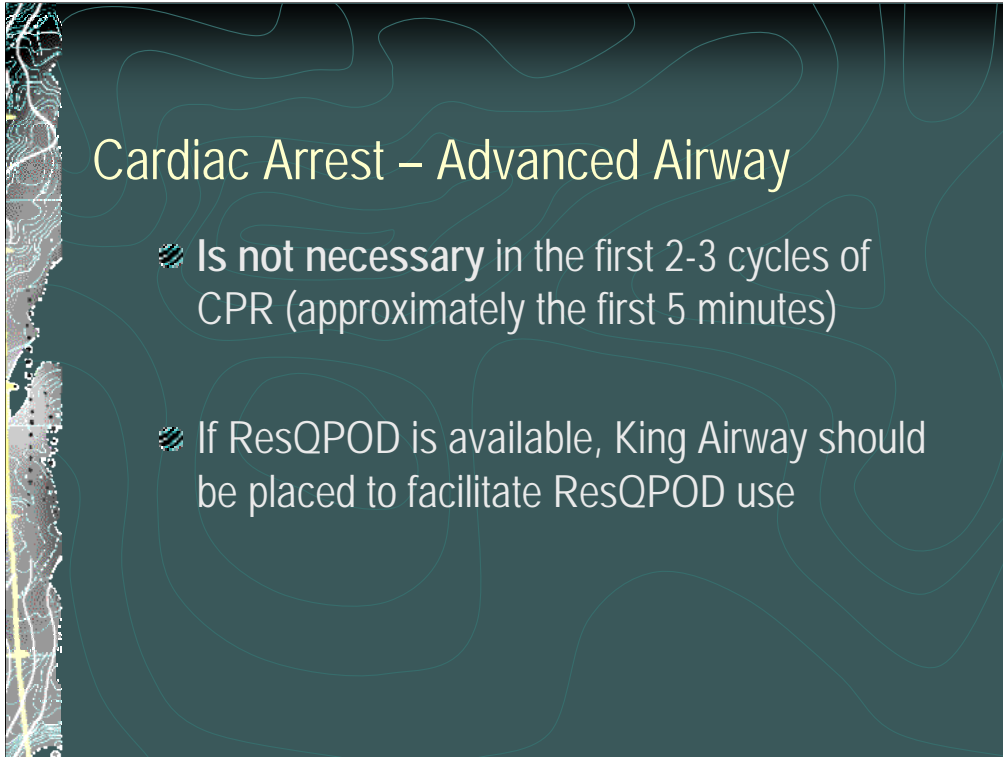 Cardiac Arrest – Advanced Airway
Is not necessary in the first 2-3 cycles of
CPR (approximately the first 5 minutes)
If ResQPOD is available, King Airway should
be placed to facilitate ResQPOD use